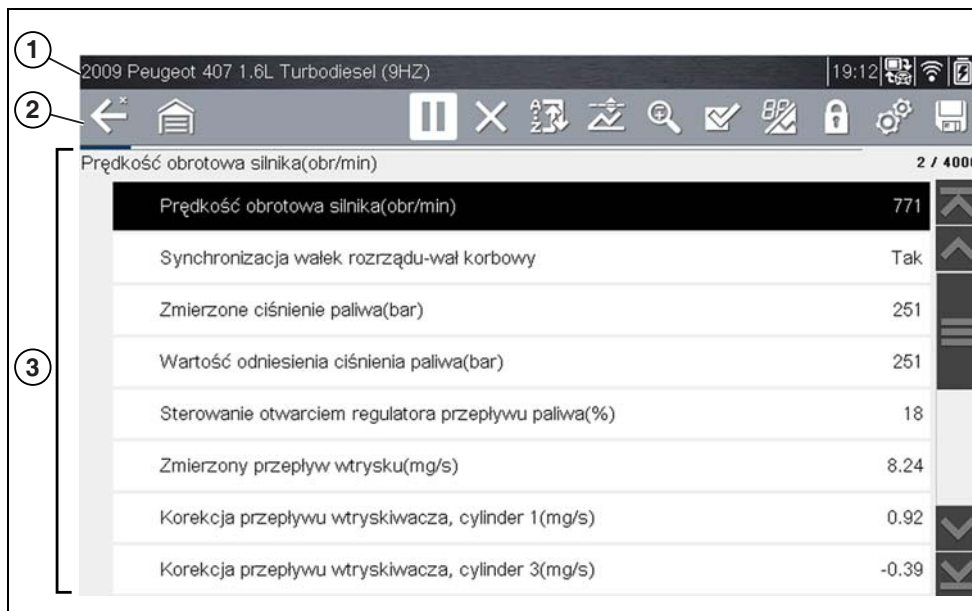 1
2009 Peugeot 407 1.6L Turbodiesel (9HZ) 19:12
2
Prędkość obrotowa silnika(obr/min) 2 / 4000
Prędkość obrotowa silnika(obr/min) 771
Synchronizacja wałek rozrządu-wał korbowy Tak
Zmierzone ciśnienie paliwa(bar) 251
3
Wartość odniesienia ciśnienia paliwa(bar) 251
Sterowanie otwarciem regulatora przepływu paliwa(%) 18
Zmierzony przepływ wtrysku(mg/s) 8.24
Korekcja przepływu wtryskiwacza, cylinder 1(mg/s) 0.92
Korekcja przepływu wtryskiwacza, cylinder 3(mg/s) -0.39